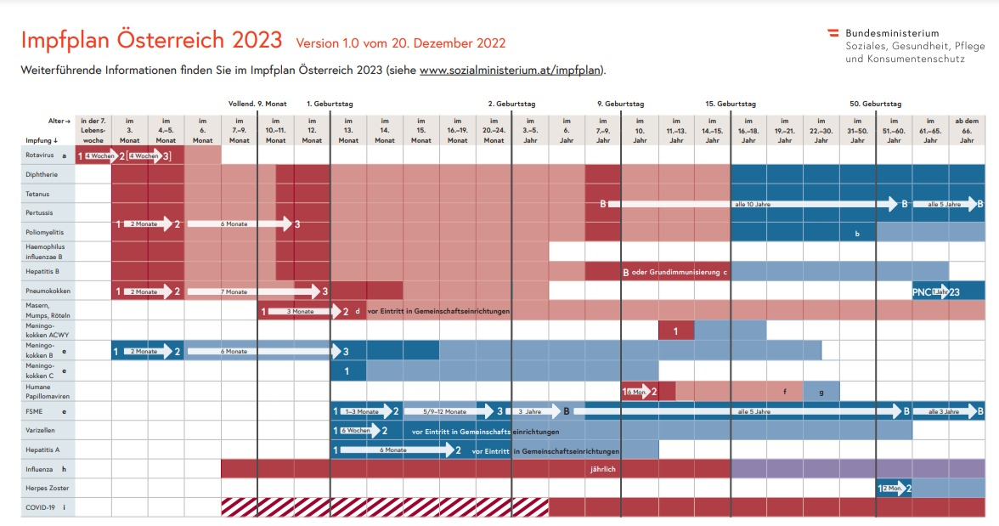 Impfplan Österreich 2023 Version 1.0 vom 20. Dezember 2022
Bundesministerium
Soziales, Gesundheit, Pflege
und Konsumentenschutz
Weiterführende Informationen finden Sie im Impfplan Österreich 2023 (siehe www.sozialministerium.at/impfplan).
Vollend. 9. Monat 1. Geburtstag 2. Geburtstag 9. Geburtstag 15. Geburtstag 50. Geburtstag
Alter→ in der 7. im im im im im im im im im im im im im im im im im im im im im im im ab dem
Lebens- 3. 4.–5. 6. 7.–9. 10.–11. 12. 13. 14. 15. 16.–19. 20.–24. 3.–5. 6. 7.–9. 10. 11.–13. 14.–15. 16.–18. 19.–21. 22.–30. 31–50. 51.–60. 61.–65. 66.
Impfung ↓ woche Monat Monat Monat Monat Monat Monat Monat Monat Monat Monat Monat Jahr Jahr Jahr Jahr Jahr Jahr Jahr Jahr Jahr Jahr Jahr Jahr Jahr
Rotavirus a 1 4 Wochen 2 [4 Wochen 3]
Diphtherie
Tetanus
B alle 10 Jahre B alle 5 Jahre B
Pertussis
1 2 Monate 2 6 Monate 3
Poliomyelitis b
Haemophilus
influenzae B
Hepatitis B B oder Grundimmunisierung c
Pneumokokken 1 2 Monate 2 7 Monate 3 PNC 1 Jahr 23
Masern,
Mumps, Röteln 1 3 Monate 2 d vor Eintritt in Gemeinschaftseinrichtungen
Meningo-
kokken ACWY 1
Meningo-
kokken B e 1 2 Monate 2 6 Monate 3
Meningo-
kokken C e 1
Humane
Papillomaviren 1 6 Mon. 2 f g
FSME e 1 1–3 Monate 2 5/9–12 Monate 3 3 Jahre B alle 5 Jahre B alle 3 Jahre B
Varizellen 1 6 Wochen 2 vor Eintritt in Gemeinschaftseinrichtungen
Hepatitis A 1 6 Monate 2 vor Eintritt in Gemeinschaftseinrichtungen
Influenza h jährlich
Herpes Zoster 1 2 Mon. 2
COVID-19 i